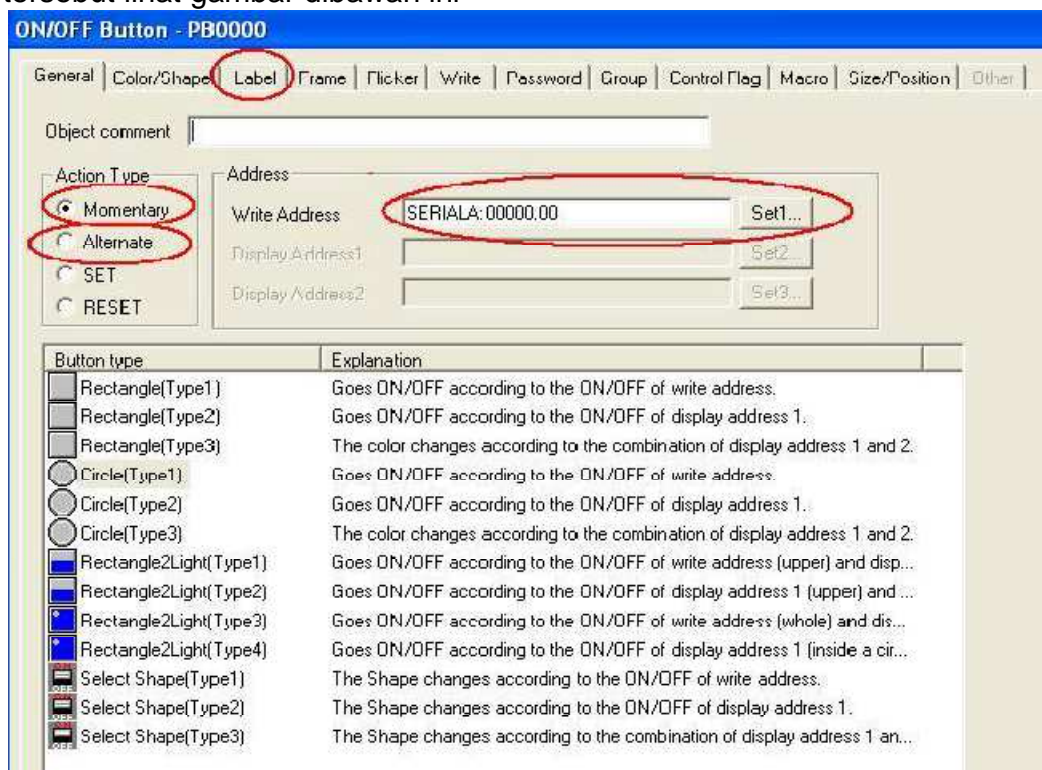 tersebut lihat gambar dibawah ini
ON/OFF Button - PB0000
General Color/Shape Label Frame Flicker Write Password Group Control Flag Macro Size/Position Other
Object comment
Action Type
Momentary
Alternate
SET
RESET
Address
Write Address SERIALA:00000.00 Set1...
Display Address1 Set2...
Display Address2 Set3...
Button type Explanation
Rectangle(Type1) Goes ON/OFF according to the ON/OFF of write address.
Rectangle(Type2) Goes ON/OFF according to the ON/OFF of display address 1.
Rectangle(Type3) The color changes according to the combination of display address 1 and 2.
Circle(Type1) Goes ON/OFF according to the ON/OFF of write address.
Circle(Type2) Goes ON/OFF according to the ON/OFF of display address 1.
Circle(Type3) The color changes according to the combination of display address 1 and 2.
Rectangle2Light(Type1) Goes ON/OFF according to the ON/OFF of write address (upper) and disp...
Rectangle2Light(Type2) Goes ON/OFF according to the ON/OFF of display address 1 (upper) and ...
Rectangle2Light(Type3) Goes ON/OFF according to the ON/OFF of write address (whole) and dis...
Rectangle2Light(Type4) Goes ON/OFF according to the ON/OFF of display address 1 (inside a cir...
Select Shape(Type1) The Shape changes according to the ON/OFF of write address.
Select Shape(Type2) The Shape changes according to the ON/OFF of display address 1.
Select Shape(Type3) The Shape changes according to the combination of display address 1 an...